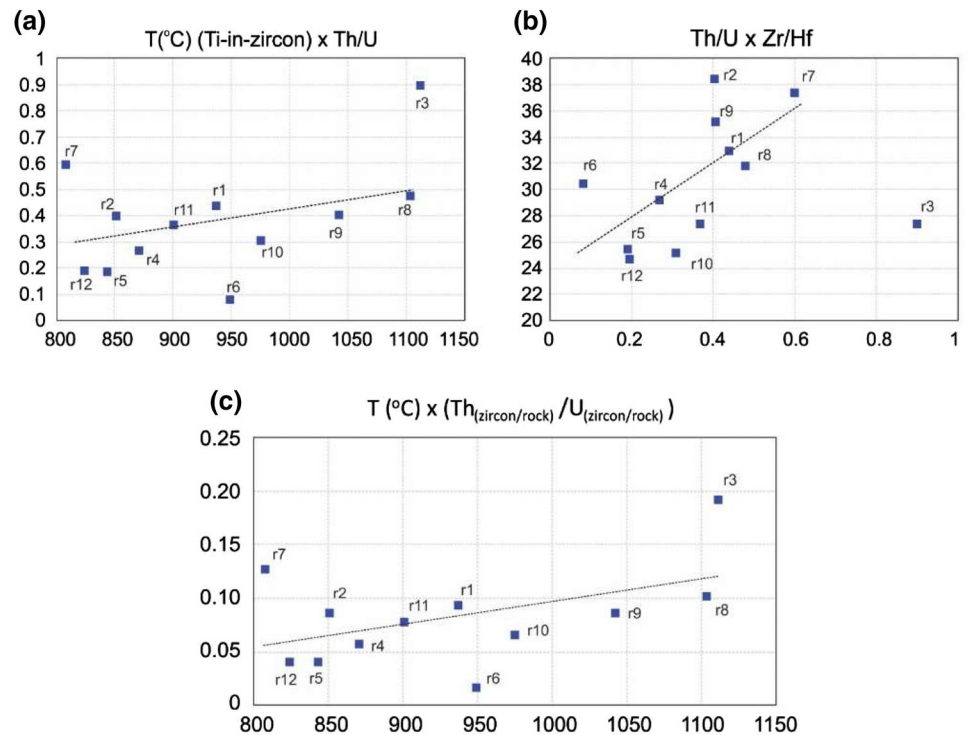 (a)
T(°C) (Ti-in-zircon) x Th/U
1
0.9
0.8
0.7
0.6
0.5
0.4
0.3
0.2
0.1
0
r3
r7
r2
r11
r1
r8
r9
r4
r10
r12
r5
r6
800 850 900 950 1000 1050 1100 1150
(b)
Th/U x Zr/Hf
40
38
36
34
32
30
28
26
24
22
20
r2
r7
r9
r1
r8
r6
r4
r11
r3
r5
r12
r10
0 0.2 0.4 0.6 0.8 1
(c)
T (ºC) x (Th(zircon/rock) /U(zircon/rock) )
0.25
0.20
0.15
0.10
0.05
0
r3
r7
r2
r11
r1
r9
r8
r10
r4
r12
r5
r6
800 850 900 950 1000 1050 1100 1150